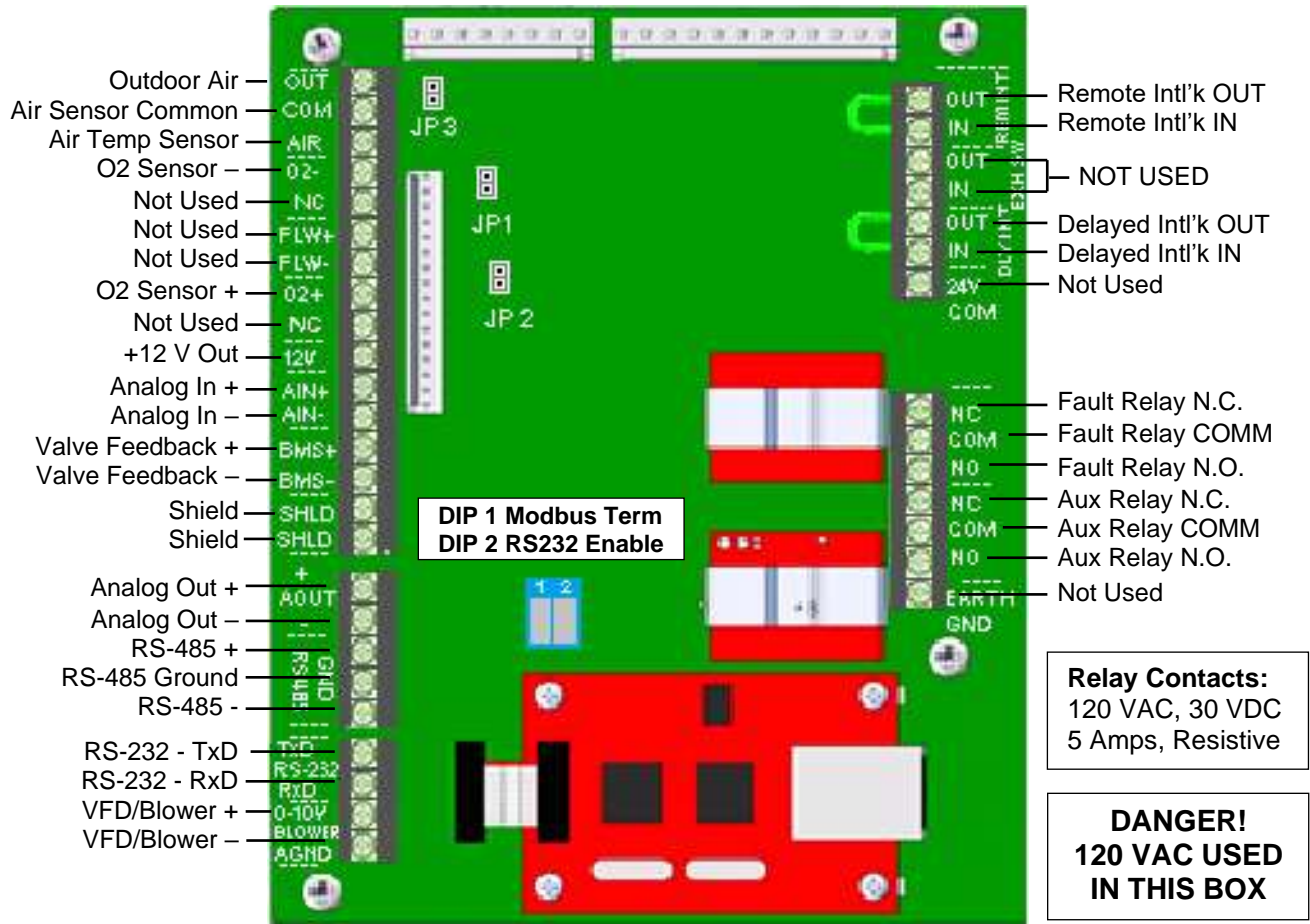 Outdoor Air
Air Sensor Common
Air Temp Sensor
O2 Sensor –
Not Used
Not Used
Not Used
O2 Sensor +
Not Used
+12 V Out
Analog In +
Analog In –
Valve Feedback +
Valve Feedback –
Shield
Shield
Analog Out +
Analog Out –
RS-485 +
RS-485 Ground
RS-485 -
RS-232 - TxD
RS-232 - RxD
VFD/Blower +
VFD/Blower –
OUT
COM
AIR
O2-
NC
FLW+
FLW-
O2+
NC
12V
AIN+
AIN-
BMS+
BMS-
SHLD
SHLD
+
AOUT
-
GND
RS485
TxD
RS-232
RxD
0-10V
BLOWER
AGND
JP3
JP1
JP 2
DIP 1 Modbus Term
DIP 2 RS232 Enable
1 2
OUT
IN
REMINT
OUT
IN
EXH SW
OUT
IN
DLY/INT
24V
COM
NC
COM
NO
NC
COM
NO
EARTH
GND
Remote Intl'k OUT
Remote Intl'k IN
NOT USED
Delayed Intl'k OUT
Delayed Intl'k IN
Not Used
Fault Relay N.C.
Fault Relay COMM
Fault Relay N.O.
Aux Relay N.C.
Aux Relay COMM
Aux Relay N.O.
Not Used
Relay Contacts:
120 VAC, 30 VDC
5 Amps, Resistive
DANGER!
120 VAC USED
IN THIS BOX